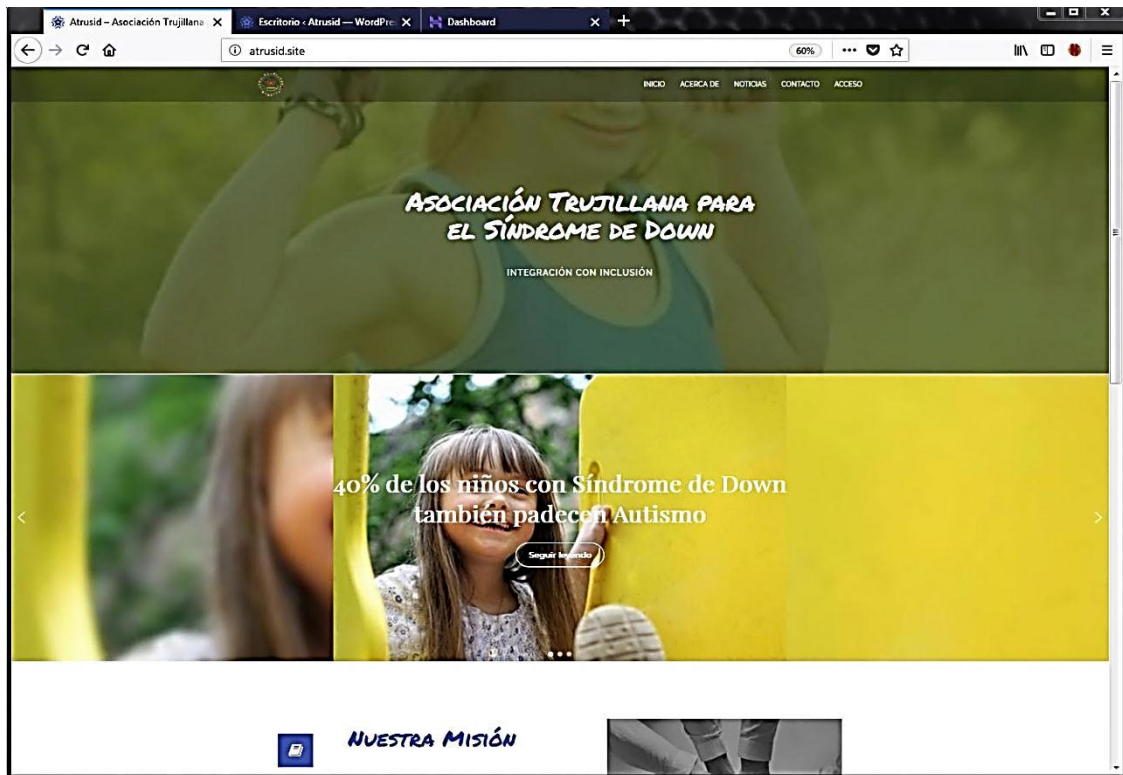 Atrusid – Asociación Trujillana
Escritorio ‹ Atrusid — WordPre
Dashboard
atrusid.site
60%
INICIO ACERCA DE NOTICIAS CONTACTO ACCESO
Asociación Trujillana para
el Síndrome de Down
INTEGRACIÓN CON INCLUSIÓN
40% de los niños con Síndrome de Down
también padecen Autismo
Seguir leyendo
Nuestra Misión